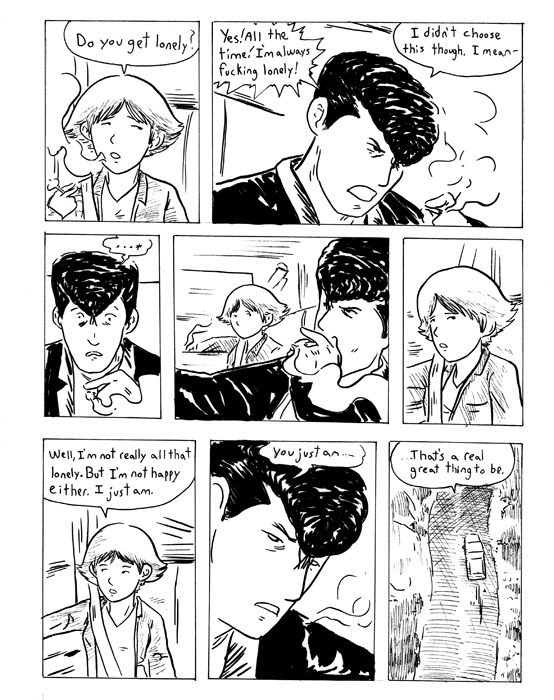 Do you get lonely?
Yes! All the
time! I'm always
fucking lonely!
I didn't choose
this though. I mean-
....
Well, I'm not really all that
lonely. But I'm not happy
either. I just am.
You just am...
...That's a real
great thing to be.